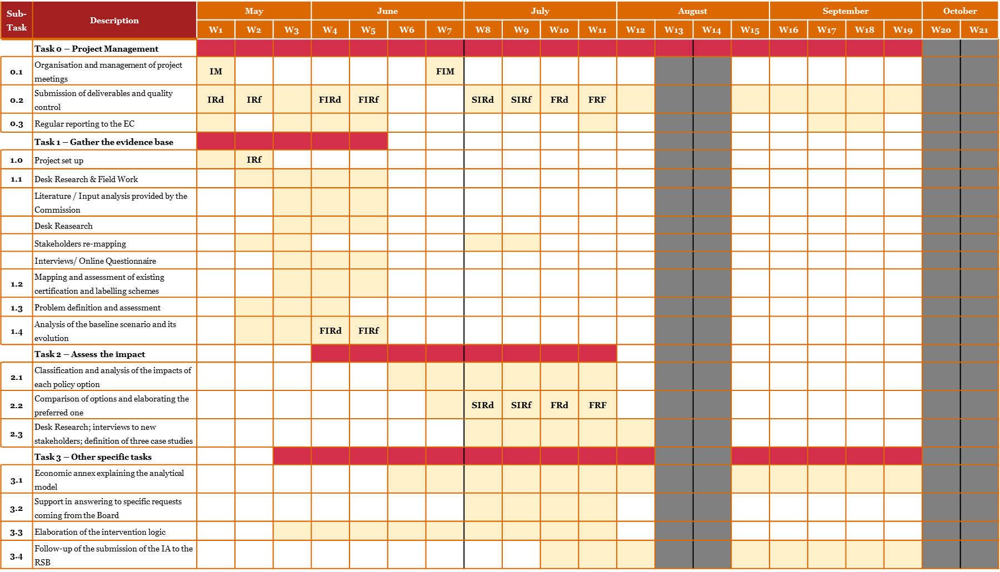 Sub-Task Description May June July August September October
W1 W2 W3 W4 W5 W6 W7 W8 W9 W10 W11 W12 W13 W14 W15 W16 W17 W18 W19 W20 W21
Task 0 – Project Management
0.1 Organisation and management of project
meetings IM FIM
0.2 Submission of deliverables and quality
control IRd IRf FIRd FIRf SIRd SIRf FRd FRF
0.3 Regular reporting to the EC
Task 1 – Gather the evidence base
1.0 Project set up IRf
1.1 Desk Research & Field Work
Literature / Input analysis provided by the
Commission
Desk Reasearch
Stakeholders re-mapping
Interviews/ Online Questionnaire
1.2 Mapping and assessment of existing
certification and labelling schemes
1.3 Problem definition and assessment
1.4 Analysis of the baseline scenario and its
evolution FIRd FIRf
Task 2 – Assess the impact
2.1 Classification and analysis of the impacts of
each policy option
2.2 Comparison of options and elaborating the
preferred one SIRd SIRf FRd FRF
2.3 Desk Research; interviews to new
stakeholders; definition of three case studies
Task 3 – Other specific tasks
3.1 Economic annex explaining the analytical
model
3.2 Support in answering to specific requests
coming from the Board
3.3 Elaboration of the intervention logic
3.4 Follow-up of the submission of the IA to the
RSB